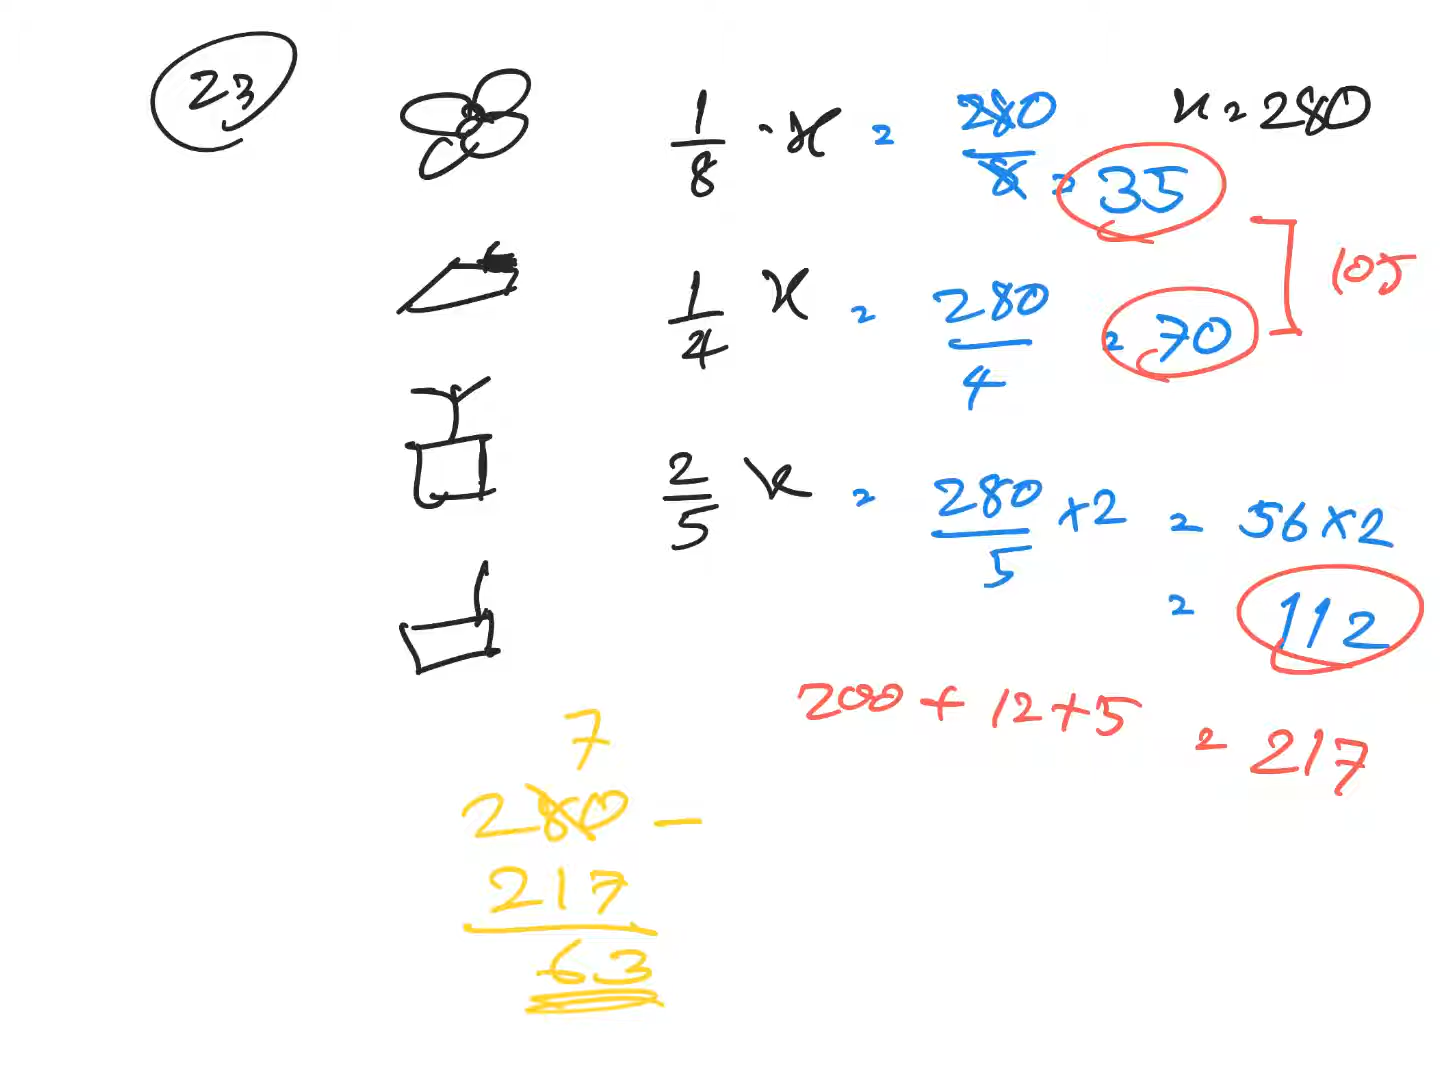 23
1/8 · x = 280/8 = 35
x = 280
105
1/4 x = 280/4 = 70
2/5 x = 280/5 × 2 = 56 × 2
= 112
200 + 12 + 5 = 217
7
280 –
217
63